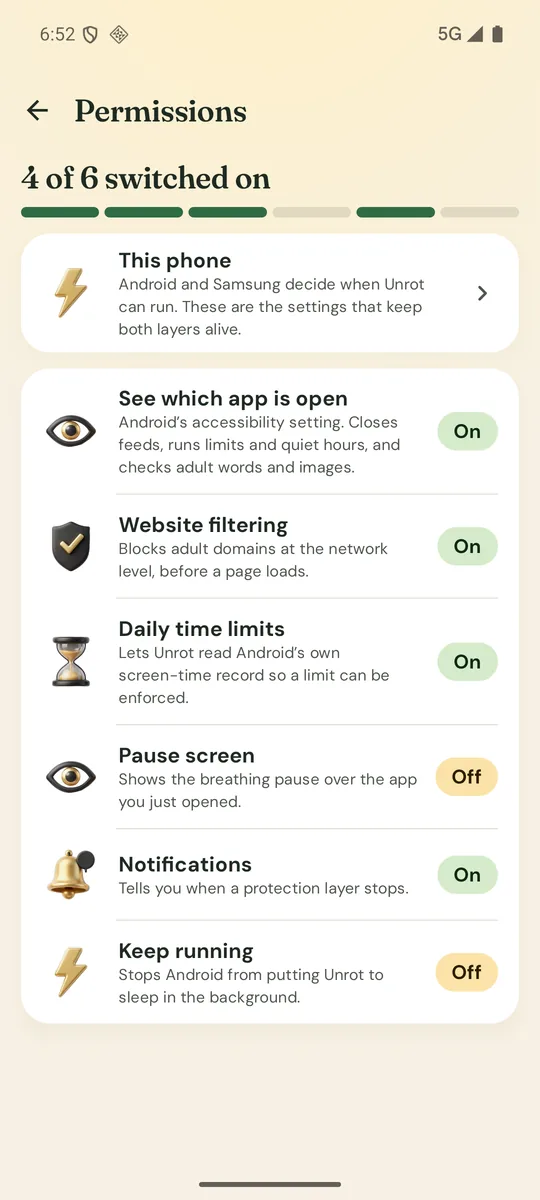 6:52
5G
Permissions
4 of 6 switched on
This phone
Android and Samsung decide when Unrot
can run. These are the settings that keep
both layers alive.
See which app is open
Android’s accessibility setting. Closes
feeds, runs limits and quiet hours, and
checks adult words and images.
On
Website filtering
Blocks adult domains at the network
level, before a page loads.
On
Daily time limits
Lets Unrot read Android’s own
screen-time record so a limit can be
enforced.
On
Pause screen
Shows the breathing pause over the app
you just opened.
Off
Notifications
Tells you when a protection layer stops.
On
Keep running
Stops Android from putting Unrot to
sleep in the background.
Off